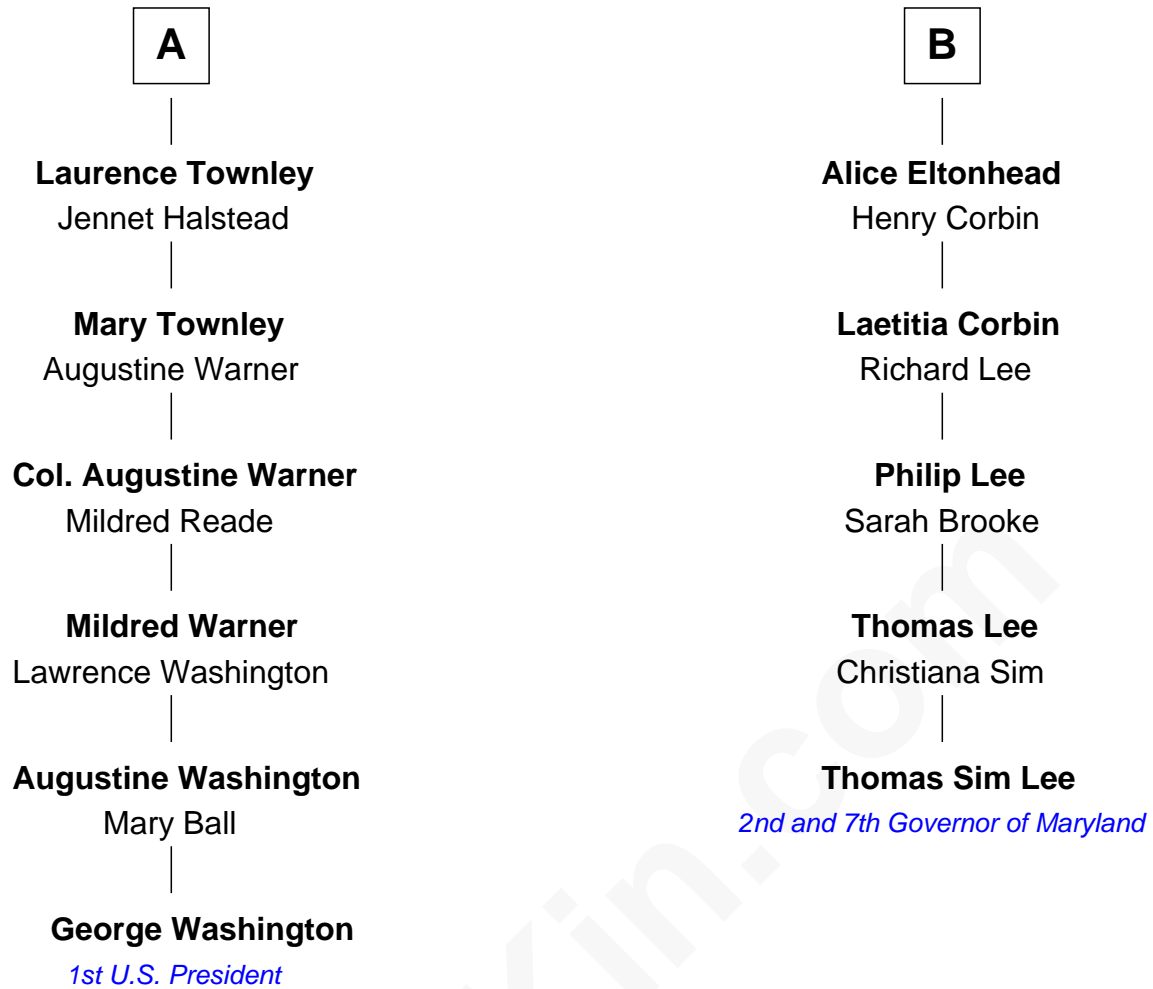 A
Laurence Townley
Jennet Halstead
Mary Townley
Augustine Warner
Col. Augustine Warner
Mildred Reade
Mildred Warner
Lawrence Washington
Augustine Washington
Mary Ball
George Washington
1st U.S. President
B
Alice Eltonhead
Henry Corbin
Laetitia Corbin
Richard Lee
Philip Lee
Sarah Brooke
Thomas Lee
Christiana Sim
Thomas Sim Lee
2nd and 7th Governor of Maryland